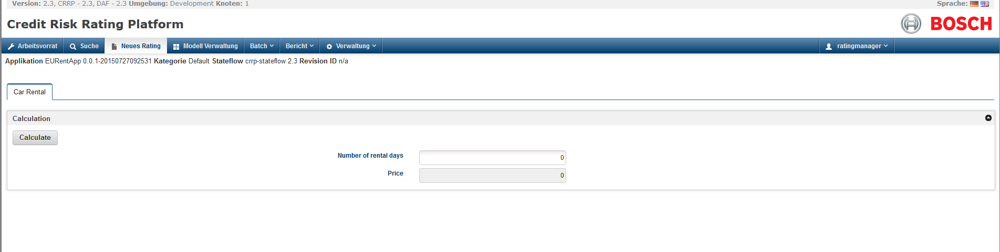 Version: 2.3, CRRP - 2.3, DAF - 2.3 Umgebung: Development Knoten: 1
Sprache:
Credit Risk Rating Platform
BOSCH
Arbeitsvorrat Suche Neues Rating Modell Verwaltung Batch Bericht Verwaltung ratingmanager
Applikation EURentApp 0.0.1-20150727092531 Kategorie Default Stateflow crrp-stateflow 2.3 Revision ID n/a
Car Rental
Calculation
Calculate
Number of rental days 0
Price 0